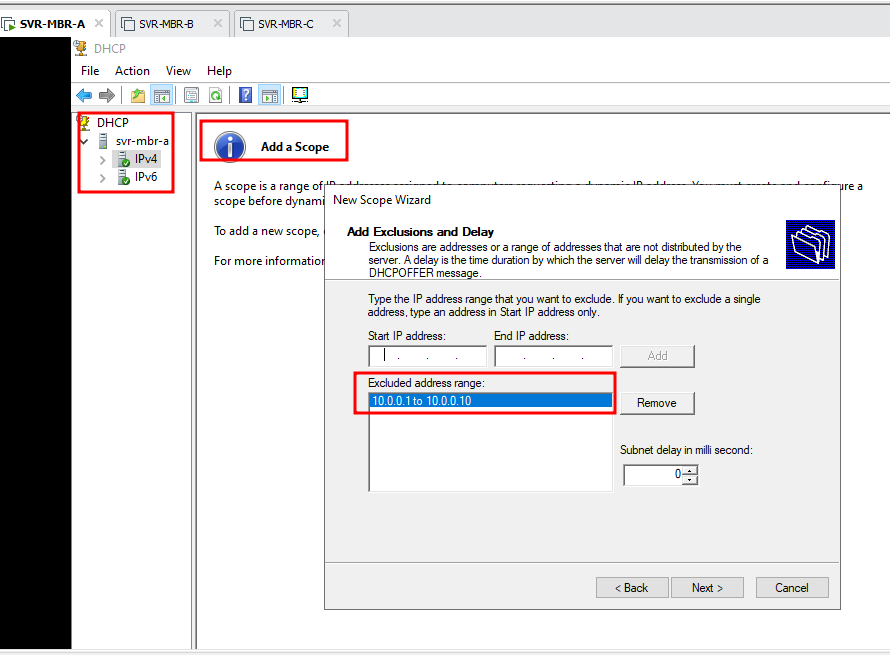 SVR-MBR-A
SVR-MBR-B
SVR-MBR-C
DHCP
File Action View Help
DHCP
svr-mbr-a
IPv4
IPv6
Add a Scope
A scope is a range of
figure a
scope before dynami
To add a new scope,
For more information
New Scope Wizard
Add Exclusions and Delay
Exclusions are addresses or a range of addresses that are not distributed by the
server. A delay is the time duration by which the server will delay the transmission of a
DHCPOFFER message.
Type the IP address range that you want to exclude. If you want to exclude a single
address, type an address in Start IP address only.
Start IP address:
End IP address:
Add
Excluded address range:
10.0.0.1 to 10.0.0.10
Remove
Subnet delay in milli second:
0
< Back
Next >
Cancel